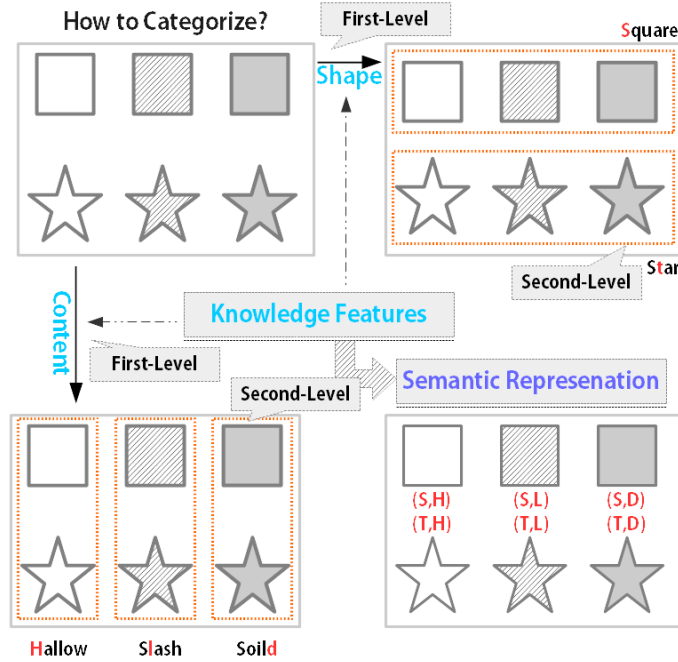 How to Categorize?
First-Level
Shape
Square
Star
Second-Level
Content
Knowledge Features
First-Level
Second-Level
Semantic Represenation
(S,H) (S,L) (S,D)
(T,H) (T,L) (T,D)
Hallow Slash Soild